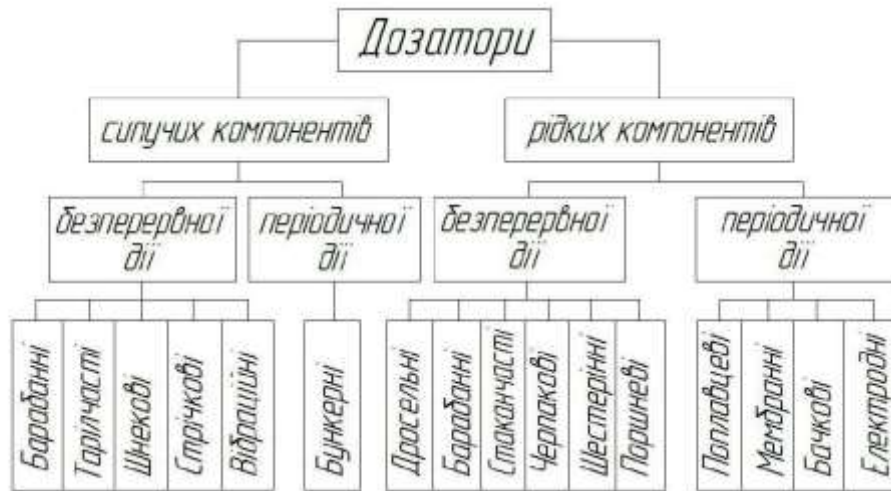 Дозатори
сипучих компонентів
рідких компонентів
безперервної
дії
періодичної
дії
безперервної
дії
періодичної
дії
Барабанні
Тарілчасті
Шнекові
Стрічкові
Вібраційні
Бункерні
Дросельні
Барабанні
Стаканчасті
Черпакові
Шестерінні
Поршневі
Поплавцеві
Мембранні
Бачкові
Електродні